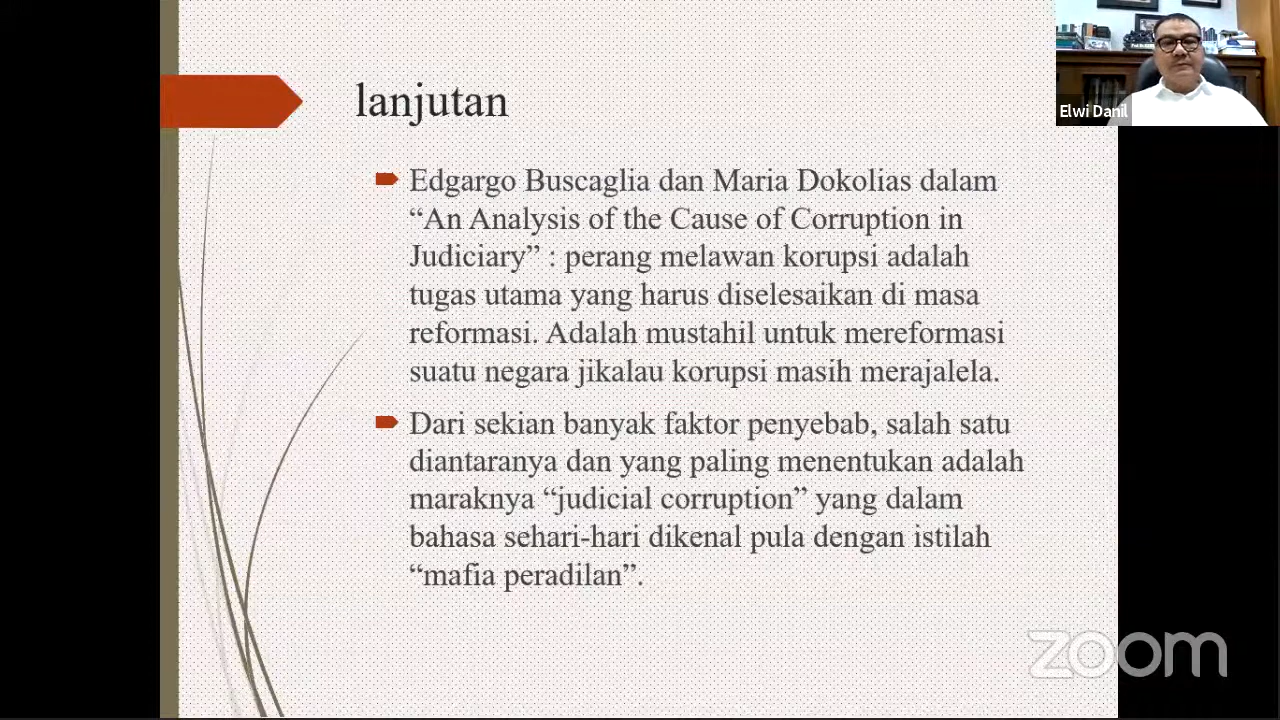 lanjutan
Edgargo Buscaglia dan Maria Dokolias dalam
“An Analysis of the Cause of Corruption in
Judiciary” : perang melawan korupsi adalah
tugas utama yang harus diselesaikan di masa
reformasi. Adalah mustahil untuk mereformasi
suatu negara jikalau korupsi masih merajalela.
Dari sekian banyak faktor penyebab, salah satu
diantaranya dan yang paling menentukan adalah
maraknya “judicial corruption” yang dalam
bahasa sehari-hari dikenal pula dengan istilah
“mafia peradilan”.
Elwi Danil
zoom